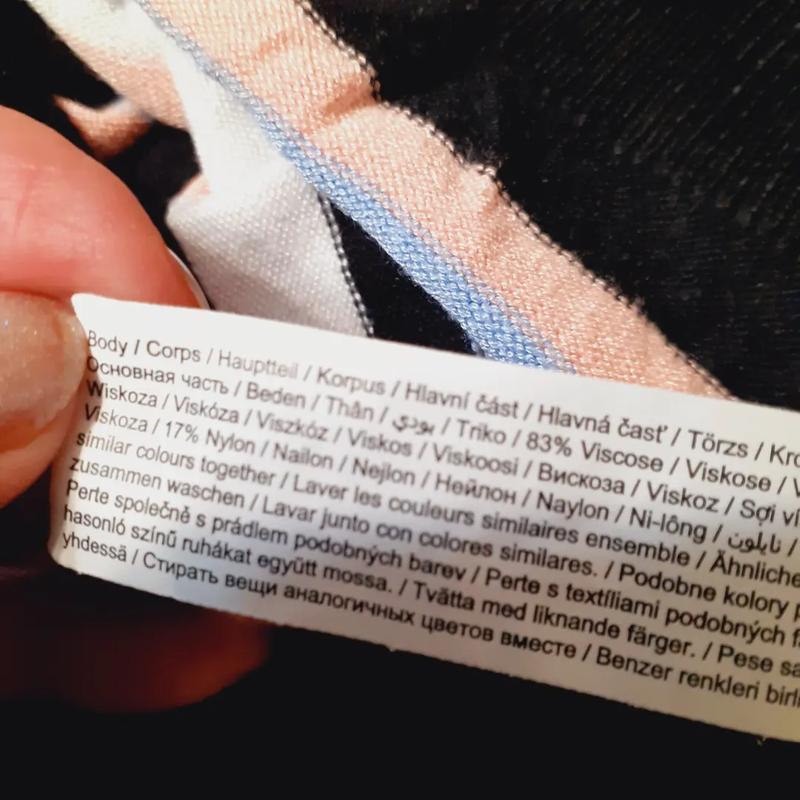 Body / Corps / Hauptteil / Korpus / Hlavní část / Hlavná časť / Törzs /
Основная часть / Beden / Thân / بودي / Triko / 83% Viscose / Viskose /
Wiskoza / Viskóza / Viszkóz / Viskos / Viskoosi / Вискоза / Viskoz / Sợi
Viskoza / 17% Nylon / Nailon / Nejlon / Нейлон / Naylon / Ni-lông / نايلون /
similar colours together / Laver les couleurs similaires ensemble / Ähnliche
zusammen waschen / Lavar junto con colores similares. / Podobne kolory
Perte společně s prádlem podobných barev / Perte s textíliami podobných
hasonló színű ruhákat együtt mossa. / Tvätta med liknande färger. / Pese
yhdessä / Стирать вещи аналогичных цветов вместе / Benzer renkleri